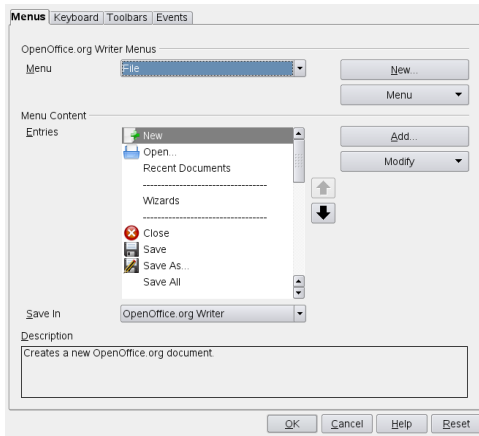 Menus Keyboard Toolbars Events
OpenOffice.org Writer Menus
Menu File New...
Menu
Menu Content
Entries New Add...
Open... Modify
Recent Documents
----------------------------------
Wizards
----------------------------------
Close
Save
Save As...
Save All
Save In OpenOffice.org Writer
Description
Creates a new OpenOffice.org document.
OK Cancel Help Reset